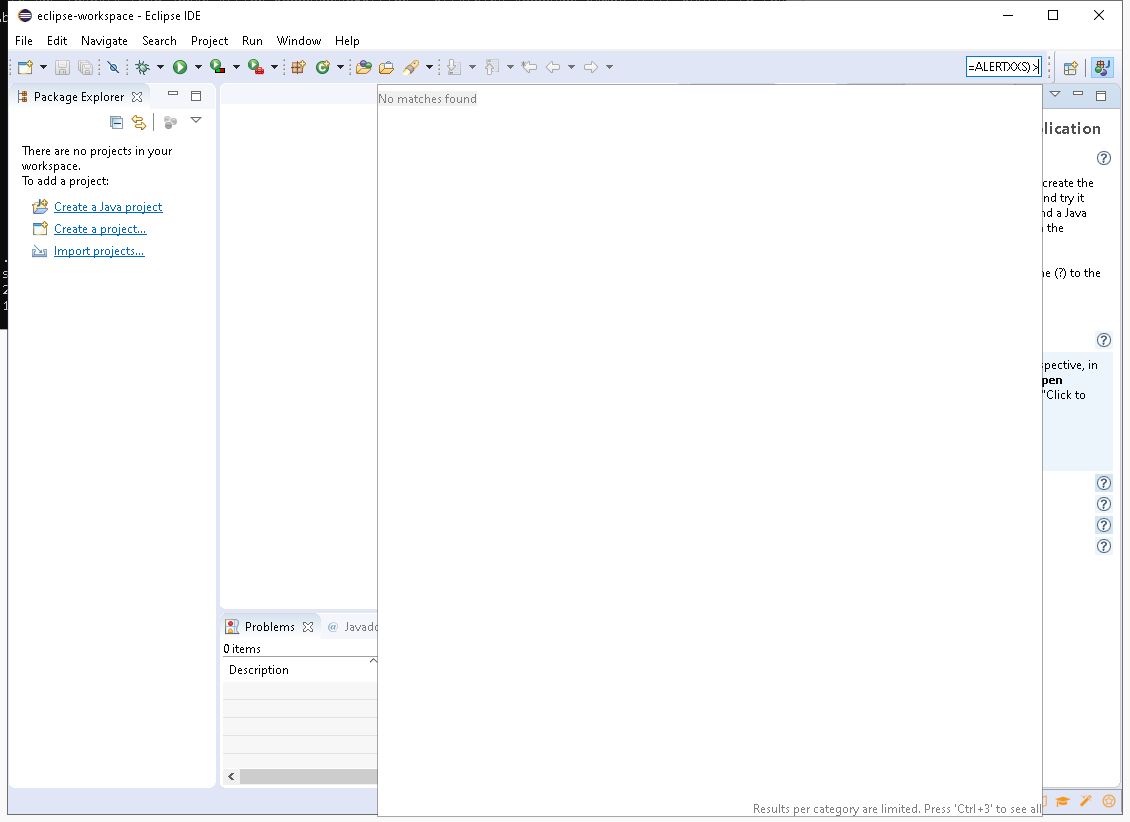 eclipse-workspace - Eclipse IDE
File Edit Navigate Search Project Run Window Help
=ALERTXXS)>
Package Explorer
There are no projects in your
workspace.
To add a project:
Create a Java project
Create a project...
Import projects...
No matches found
lication
create the
nd try it
nd a Java
the
ne (?) to the
spective, in
pen
"Click to
Problems
@ Javado
0 items
Description
Results per category are limited. Press 'Ctrl+3' to see all